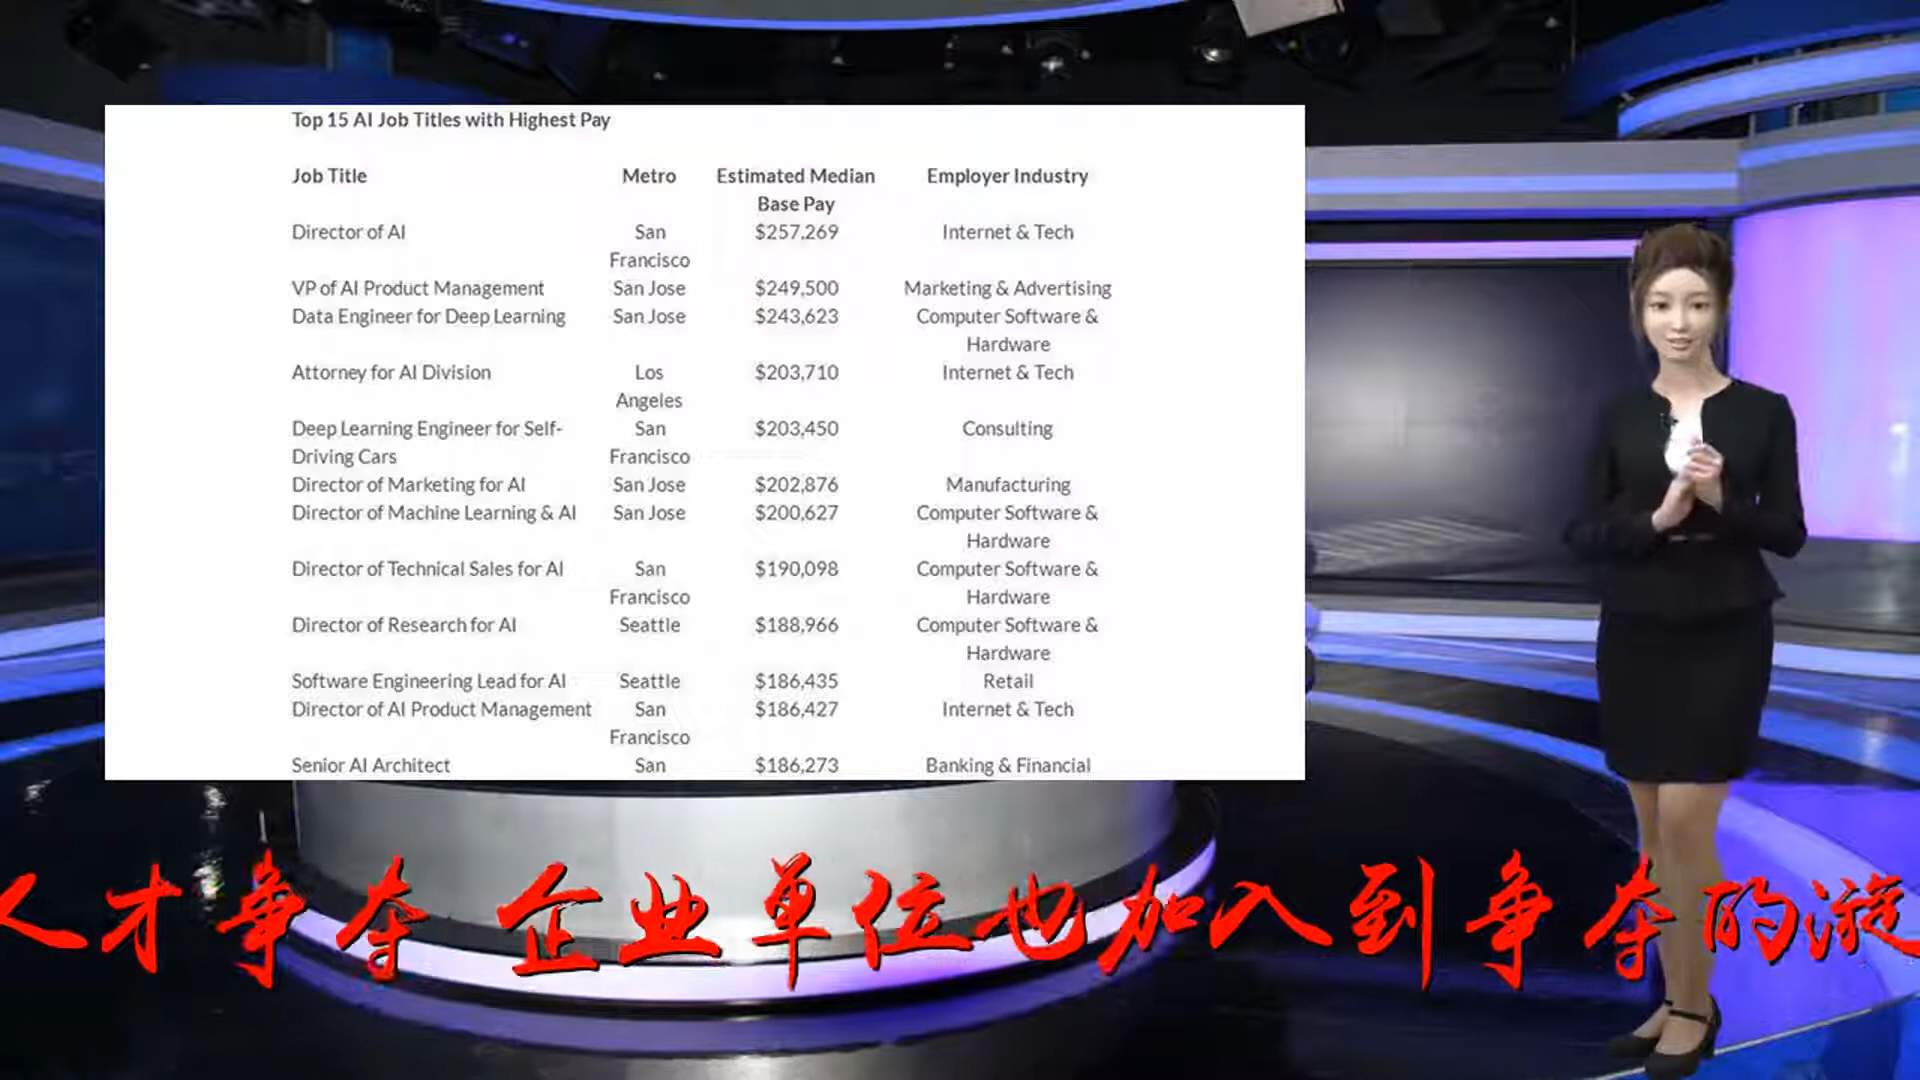 Top 15 AI Job Titles with Highest Pay
Job Title Metro Estimated Median Base Pay Employer Industry
Director of AI San Francisco $257,269 Internet & Tech
VP of AI Product Management San Jose $249,500 Marketing & Advertising
Data Engineer for Deep Learning San Jose $243,623 Computer Software & Hardware
Attorney for AI Division Los Angeles $203,710 Internet & Tech
Deep Learning Engineer for Self-Driving Cars San Francisco $203,450 Consulting
Director of Marketing for AI San Jose $202,876 Manufacturing
Director of Machine Learning & AI San Jose $200,627 Computer Software & Hardware
Director of Technical Sales for AI San Francisco $190,098 Computer Software & Hardware
Director of Research for AI Seattle $188,966 Computer Software & Hardware
Software Engineering Lead for AI Seattle $186,435 Retail
Director of AI Product Management San Francisco $186,427 Internet & Tech
Senior AI Architect San $186,273 Banking & Financial
人才争夺 企业单位也加入到争夺的漩